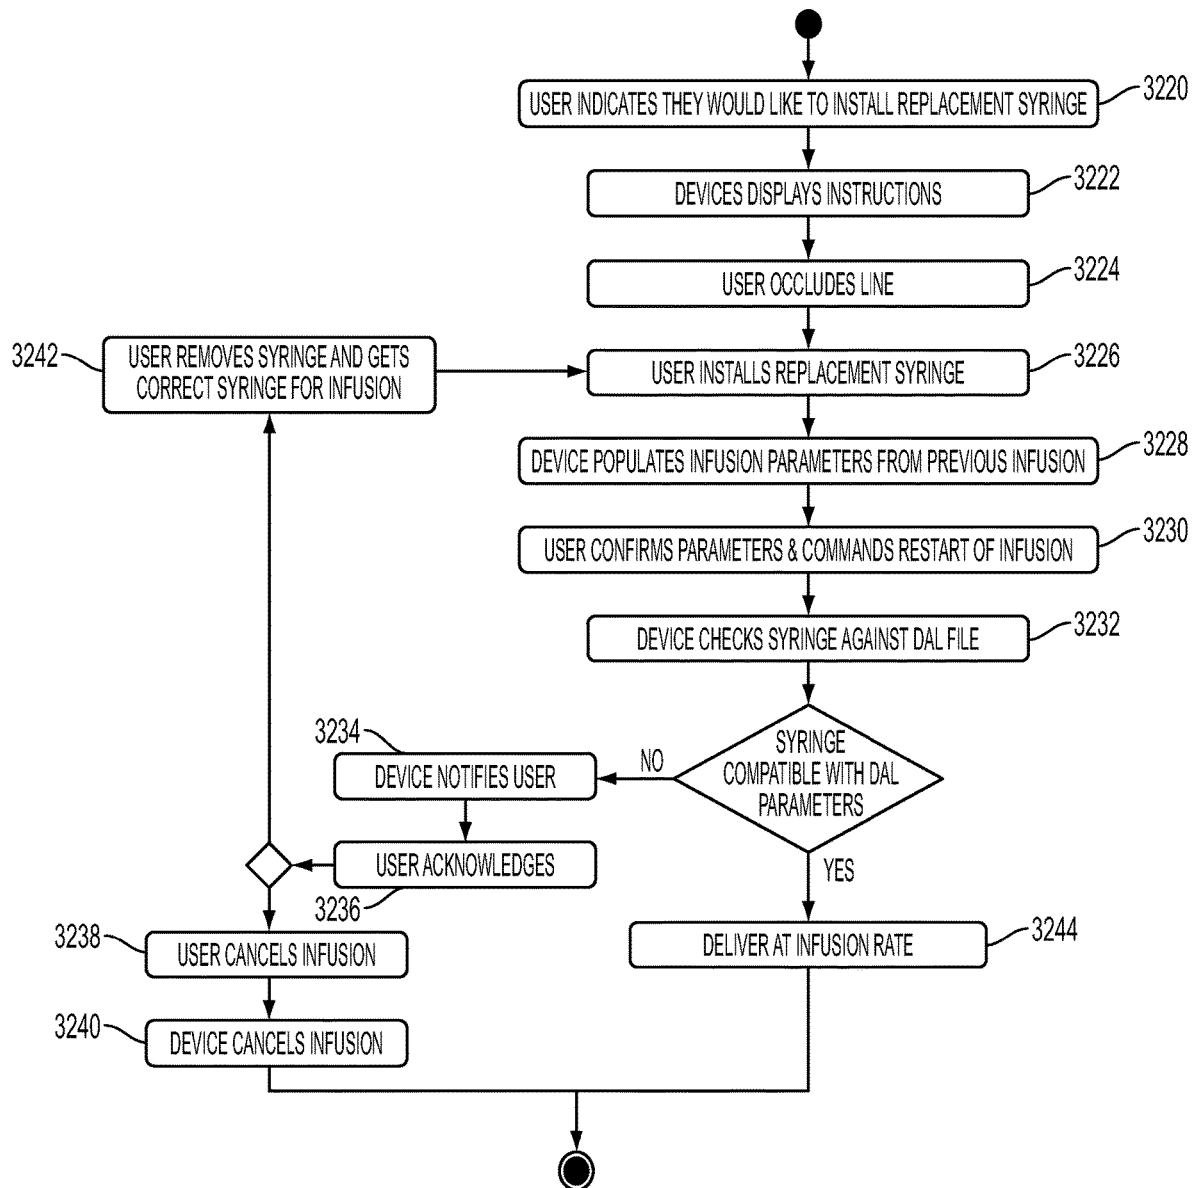 USER INDICATES THEY WOULD LIKE TO INSTALL REPLACEMENT SYRINGE
3220
DEVICES DISPLAYS INSTRUCTIONS
3222
USER OCCLUDES LINE
3224
3242
USER REMOVES SYRINGE AND GETS
CORRECT SYRINGE FOR INFUSION
USER INSTALLS REPLACEMENT SYRINGE
3226
DEVICE POPULATES INFUSION PARAMETERS FROM PREVIOUS INFUSION
3228
USER CONFIRMS PARAMETERS & COMMANDS RESTART OF INFUSION
3230
DEVICE CHECKS SYRINGE AGAINST DAL FILE
3232
SYRINGE
COMPATIBLE WITH DAL
PARAMETERS
NO
3234
DEVICE NOTIFIES USER
USER ACKNOWLEDGES
3236
YES
3238
USER CANCELS INFUSION
DELIVER AT INFUSION RATE
3244
3240
DEVICE CANCELS INFUSION